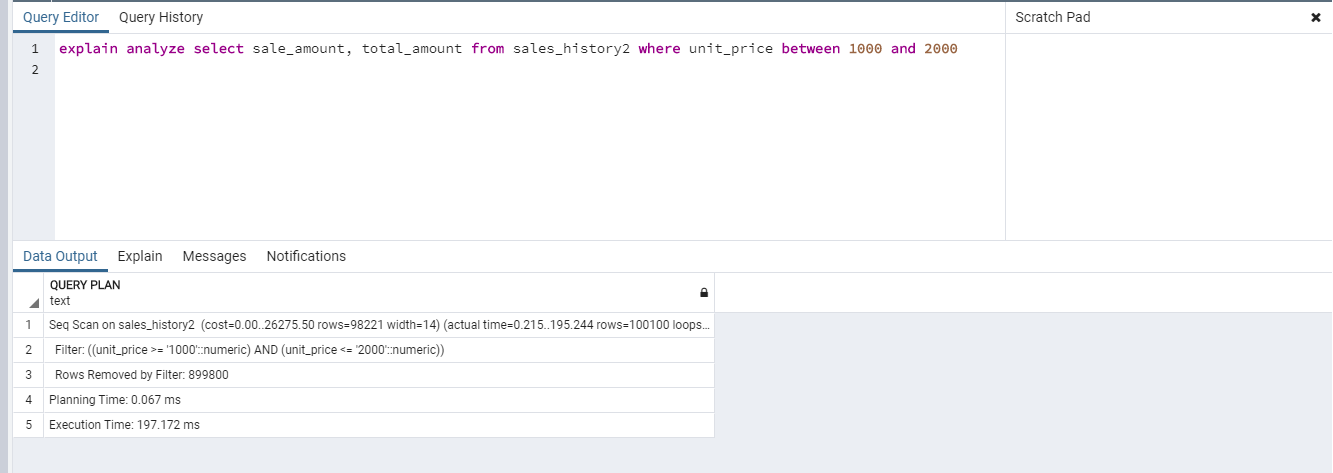 Query Editor Query History Scratch Pad
1 explain analyze select sale_amount, total_amount from sales_history2 where unit_price between 1000 and 2000
2
Data Output Explain Messages Notifications
QUERY PLAN
text
1 Seq Scan on sales_history2 (cost=0.00..26275.50 rows=98221 width=14) (actual time=0.215..195.244 rows=100100 loops...
2 Filter: ((unit_price >= '1000'::numeric) AND (unit_price <= '2000'::numeric))
3 Rows Removed by Filter: 899800
4 Planning Time: 0.067 ms
5 Execution Time: 197.172 ms